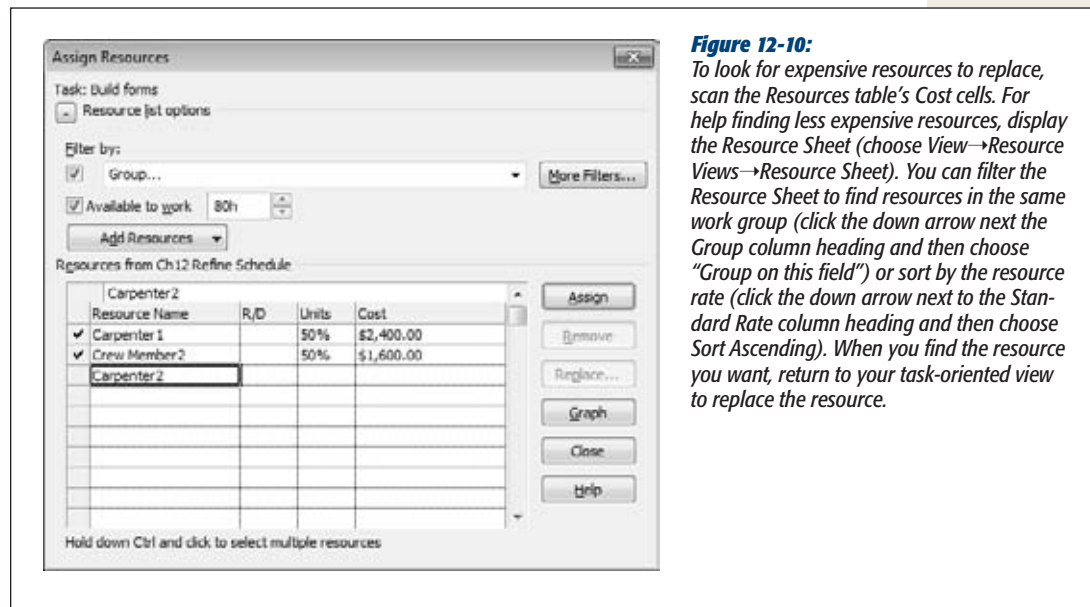 Assign Resources
Task: Build forms
Resource list options
Filter by:
Group...
More Filters...
Available to work 80h
Add Resources
Resources from Ch12 Refine Schedule
Carpenter2
Resource Name R/D Units Cost
Carpenter1 50% $2,400.00
Crew Member2 50% $1,600.00
Carpenter2
Assign
Remove
Replace...
Graph
Close
Help
Hold down Ctrl and click to select multiple resources
Figure 12-10:
To look for expensive resources to replace,
scan the Resources table's Cost cells. For
help finding less expensive resources, display
the Resource Sheet (choose View→Resource
Views→Resource Sheet). You can filter the
Resource Sheet to find resources in the same
work group (click the down arrow next the
Group column heading and then choose
"Group on this field") or sort by the resource
rate (click the down arrow next to the Stan-
dard Rate column heading and then choose
Sort Ascending). When you find the resource
you want, return to your task-oriented view
to replace the resource.